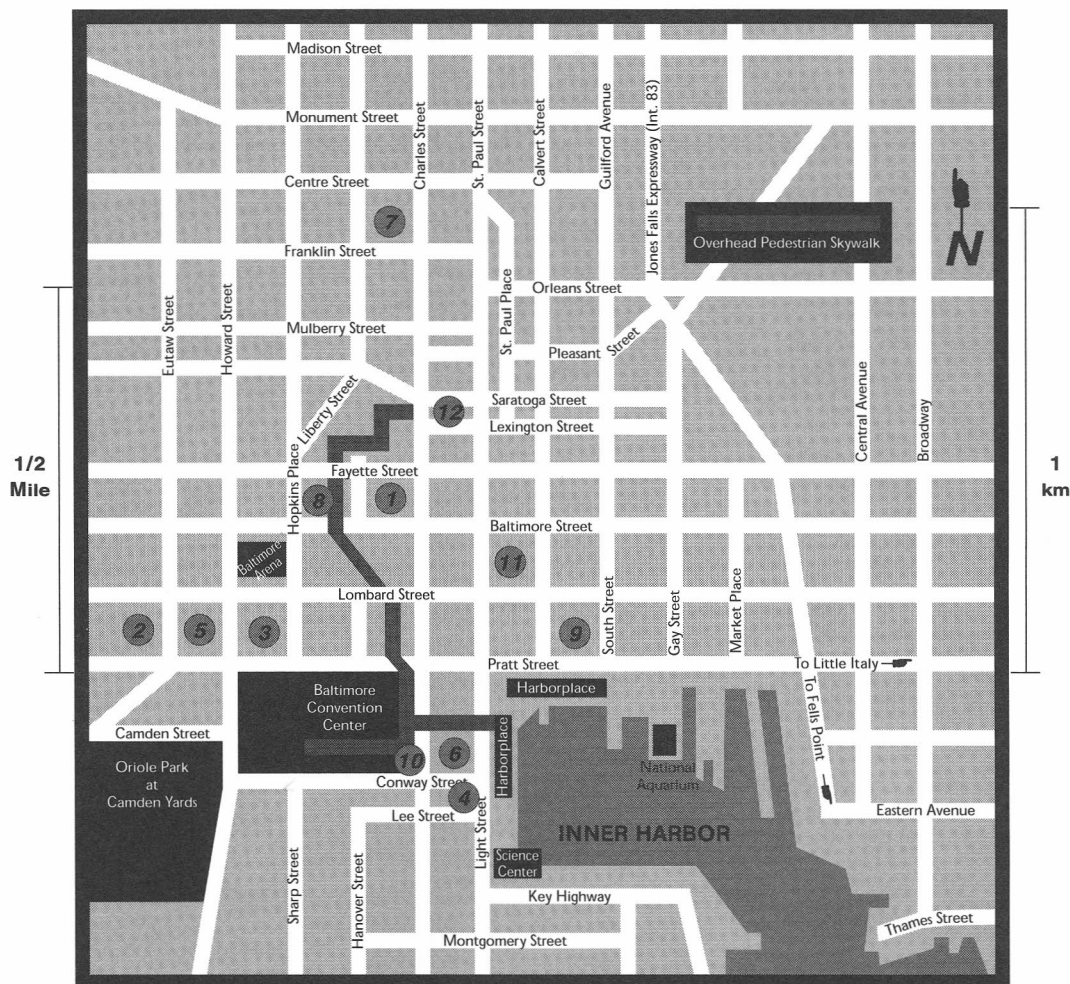 Madison Street
Jones Falls Expressway (Int. 83)
Monument Street
Charles Street
St. Paul Street
Calvert Street
Guilford Avenue
Centre Street
7
Overhead Pedestrian Skywalk
N
Franklin Street
Orleans Street
Eutaw Street
Howard Street
Mulberry Street
St. Paul Place
Pleasant Street
Liberty Street
12
Saratoga Street
Central Avenue
Broadway
Lexington Street
1/2
Mile
1
km
Hopkins Place
Fayette Street
8
1
Baltimore Street
Baltimore
Arena
11
Lombard Street
2
5
3
9
South Street
Gay Street
Market Place
Pratt Street
To Little Italy
Baltimore
Convention
Center
Harborplace
To Fells Point
Camden Street
Harborplace
Oriole Park
at
Camden Yards
10
6
National
Aquarium
Conway Street
4
Lee Street
Light Street
Eastern Avenue
INNER HARBOR
Science
Center
Sharp Street
Hanover Street
Key Highway
Thames Street
Montgomery Street